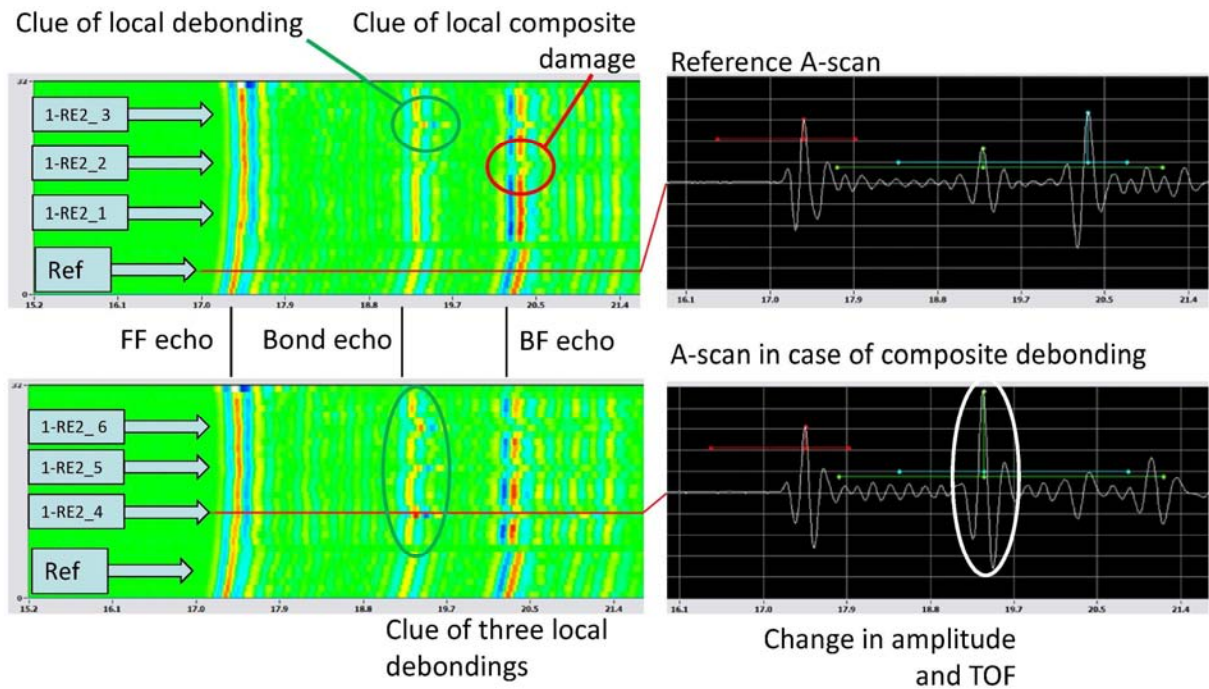 Clue of local debonding
Clue of local composite
damage
Reference A-scan
32
1-RE2_3
1-RE2_2
1-RE2_1
Ref
0
15.2 16.1 17.0 17.9 18.8 19.7 20.5 21.4
16.1 17.0 17.9 18.8 19.7 20.5 21.4
FF echo
Bond echo
BF echo
A-scan in case of composite debonding
32
1-RE2_6
1-RE2_5
1-RE2_4
Ref
0
15.2 16.1 17.0 17.9 18.8 19.7 20.5 21.4
16.1 17.0 17.9 18.8 19.7 20.5 21.4
Clue of three local
debondings
Change in amplitude
and TOF